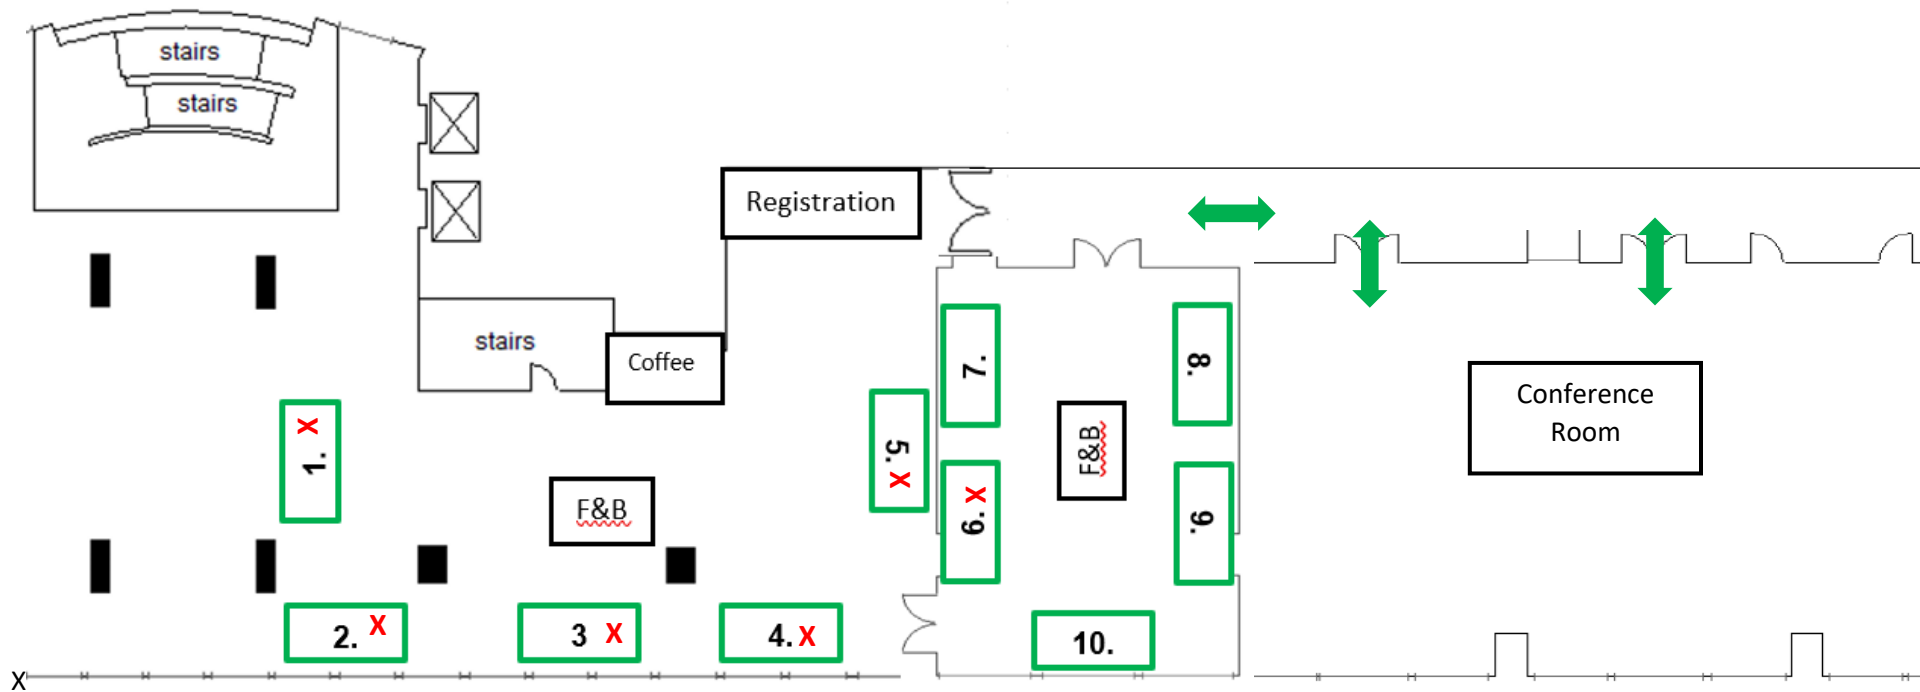 stairs
stairs
Registration
stairs
Coffee
Conference
Room
1. X
F&B
5. X
7.
8.
F&B
6. X
9.
2. X
3 X
4. X
10.
X